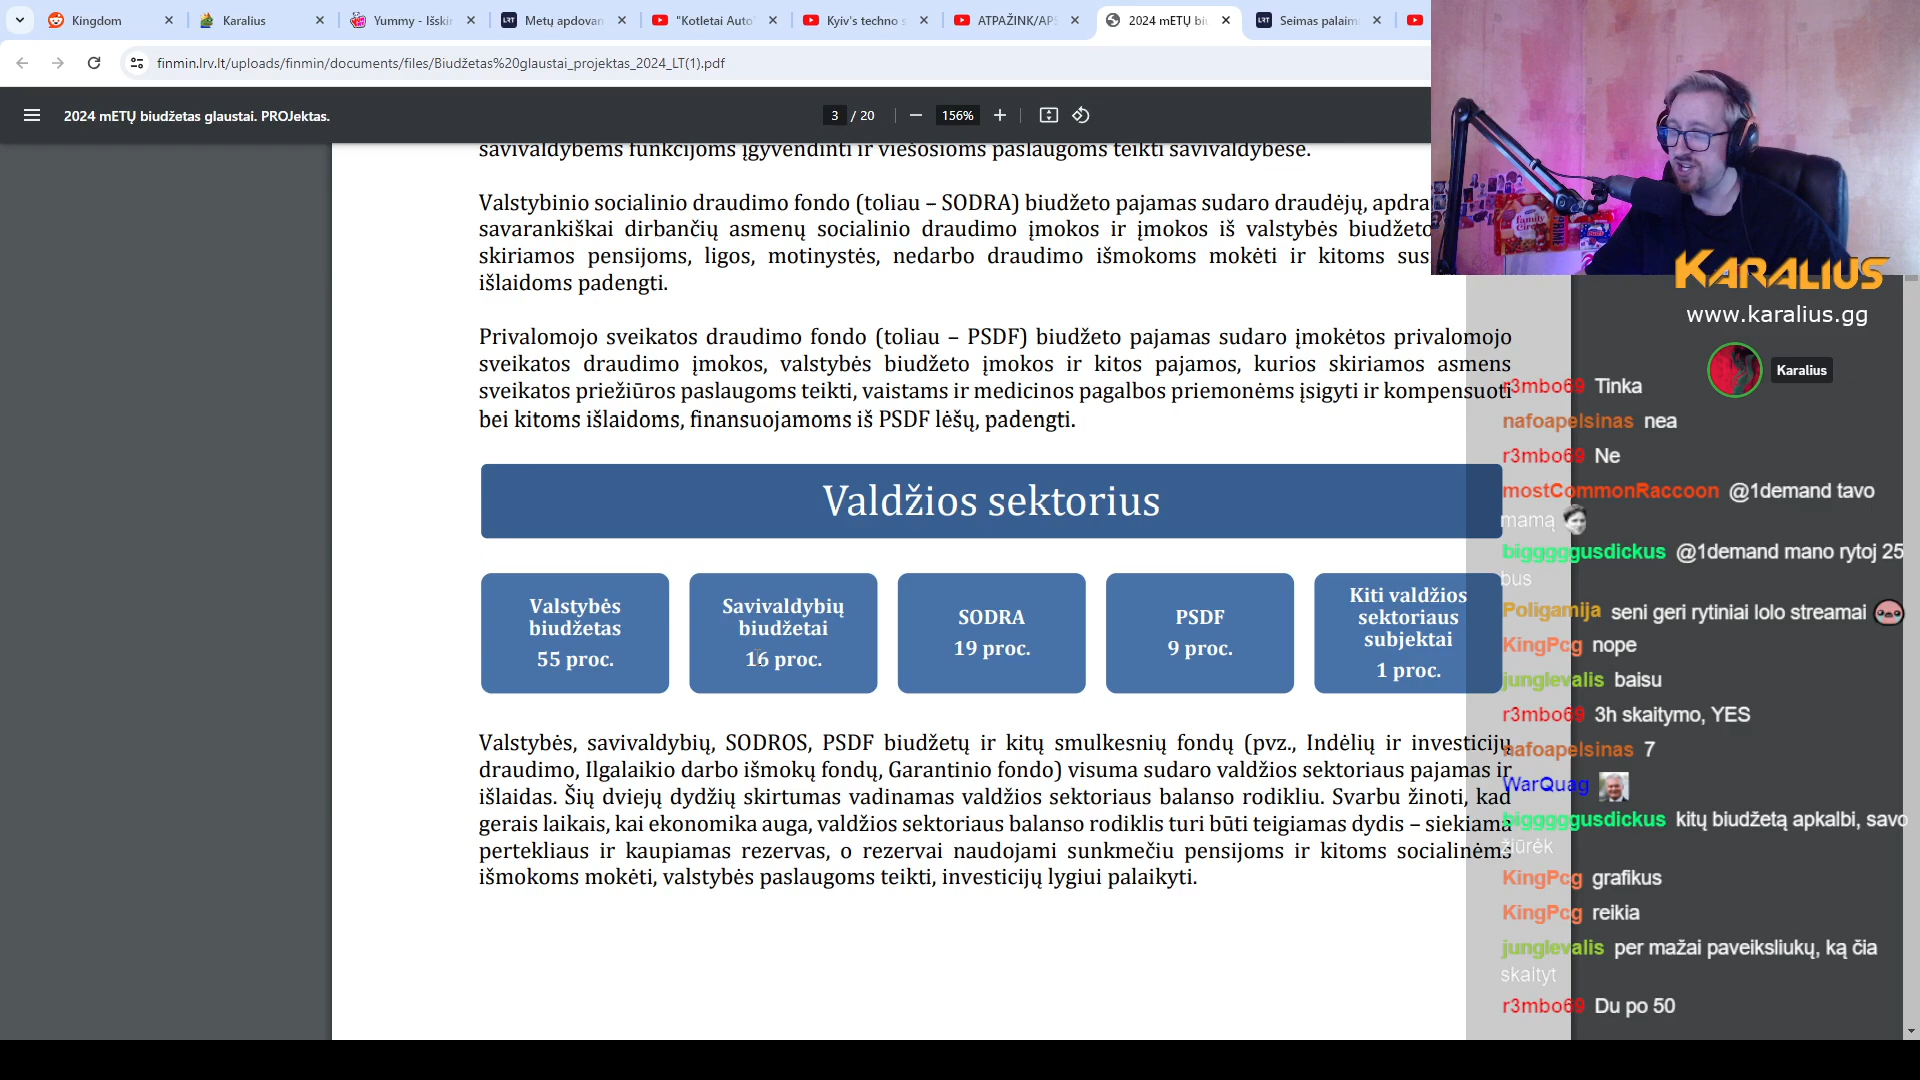 Kingdom
Karalius
Yummy - Išskir
Metų apdovan
"Kotletai Auto
Kyiv's techno s
ATPAŽINK/APS
2024 mETŲ bi
Seimas palaim
finmin.lrv.lt/uploads/finmin/documents/files/Biudžetas%20glaustai_projektas_2024_LT(1).pdf
2024 mETŲ biudžetas glaustai. PROJektas.
3 / 20
156%
savivaldybėms funkcijoms įgyvendinti ir viešosioms paslaugoms teikti savivaldybėse.
Valstybinio socialinio draudimo fondo (toliau – SODRA) biudžeto pajamas sudaro draudėjų, apdra
savarankiškai dirbančių asmenų socialinio draudimo įmokos ir įmokos iš valstybės biudžeto
skiriamos pensijoms, ligos, motinystės, nedarbo draudimo išmokoms mokėti ir kitoms sus
išlaidoms padengti.
Privalomojo sveikatos draudimo fondo (toliau – PSDF) biudžeto pajamas sudaro įmokėtos privalomojo
sveikatos draudimo įmokos, valstybės biudžeto įmokos ir kitos pajamos, kurios skiriamos asmens
sveikatos priežiūros paslaugoms teikti, vaistams ir medicinos pagalbos priemonėms įsigyti ir kompensuoti
bei kitoms išlaidoms, finansuojamoms iš PSDF lėšų, padengti.
Valdžios sektorius
Valstybės
biudžetas
55 proc.
Savivaldybių
biudžetai
16 proc.
SODRA
19 proc.
PSDF
9 proc.
Kiti valdžios
sektoriaus
subjektai
1 proc.
Valstybės, savivaldybių, SODROS, PSDF biudžetų ir kitų smulkesnių fondų (pvz., Indėlių ir investicijų
draudimo, Ilgalaikio darbo išmokų fondų, Garantinio fondo) visuma sudaro valdžios sektoriaus pajamas ir
išlaidas. Šių dviejų dydžių skirtumas vadinamas valdžios sektoriaus balanso rodikliu. Svarbu žinoti, kad
gerais laikais, kai ekonomika auga, valdžios sektoriaus balanso rodiklis turi būti teigiamas dydis – siekiama
pertekliaus ir kaupiamas rezervas, o rezervai naudojami sunkmečiu pensijoms ir kitoms socialinėms
išmokoms mokėti, valstybės paslaugoms teikti, investicijų lygiui palaikyti.
family
Circle
PRIME
KARALIUS
www.karalius.gg
Karalius
r3mbo69 Tinka
nafoapelsinas nea
r3mbo69 Ne
mostCommonRaccoon @1demand tavo
mamą
bigggggusdickus @1demand mano rytoj 25
bus
Poligamija seni geri rytiniai lolo streamai
KingPcg nope
junglevalis baisu
r3mbo69 3h skaitymo, YES
nafoapelsinas 7
WarQuag
bigggggusdickus kitų biudžetą apkalbi, savo
žiūrėk
KingPcg grafikus
KingPcg reikia
junglevalis per mažai paveiksliukų, ką čia
skaityt
r3mbo69 Du po 50